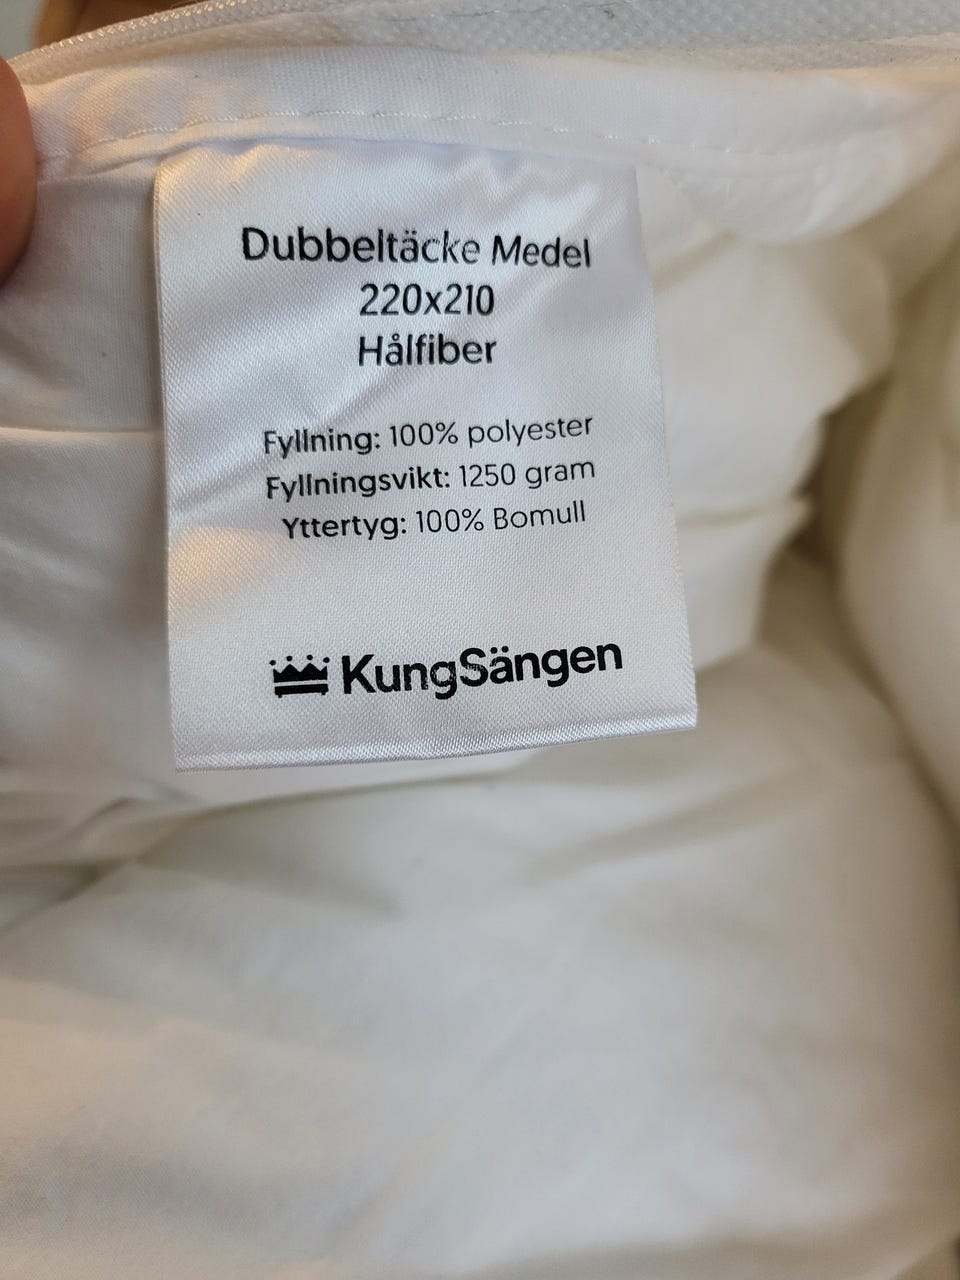 Dubbeltäcke Medel
220x210
Hålfiber
Fyllning: 100% polyester
Fyllningsvikt: 1250 gram
Yttertyg: 100% Bomull
KungSängen